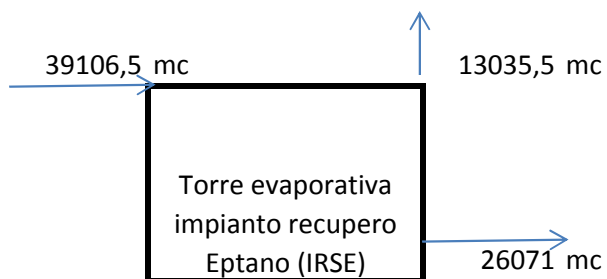 39106,5 mc
13035,5 mc
Torre evaporativa
impianto recupero
Eptano (IRSE)
26071 mc